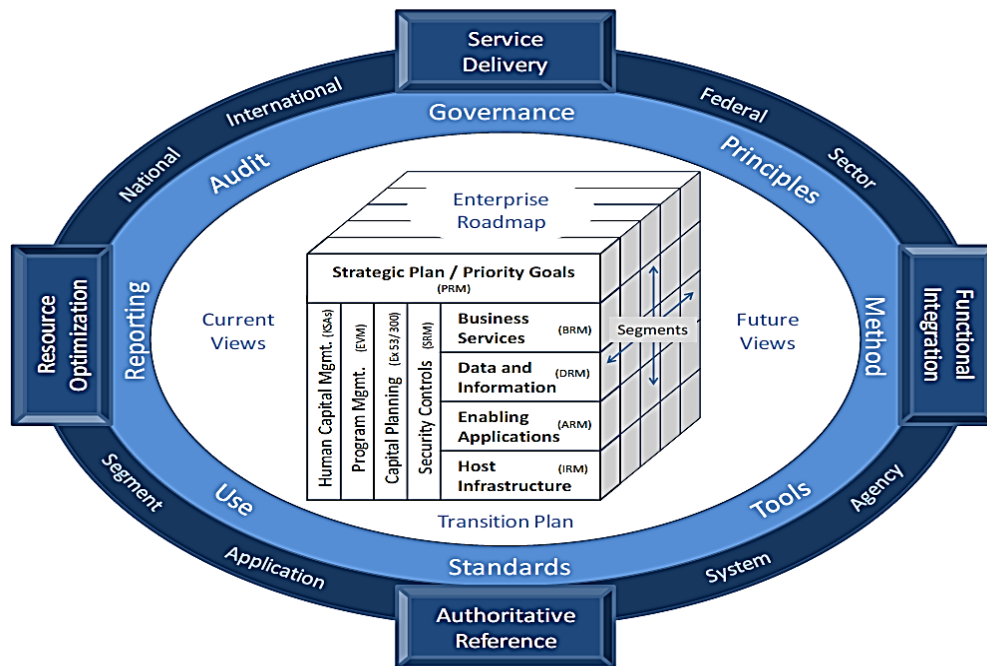 Service
Delivery
International
Federal
Governance
National
Sector
Audit
Principles
Enterprise
Roadmap
Strategic Plan / Priority Goals
(PRM)
Resource
Optimization
Reporting
Current
Views
Human Capital Mgmt. (KSAs)
Program Mgmt. (EVM)
Capital Planning (Ex53/300)
Security Controls (SRM)
Business (BRM)
Services
Data and (DRM)
Information
Enabling
Applications (ARM)
Host (IRM)
Infrastructure
Segments
Future
Views
Method
Functional
Integration
Transition Plan
Use
Tools
Segment
Agency
Standards
Application
System
Authoritative
Reference